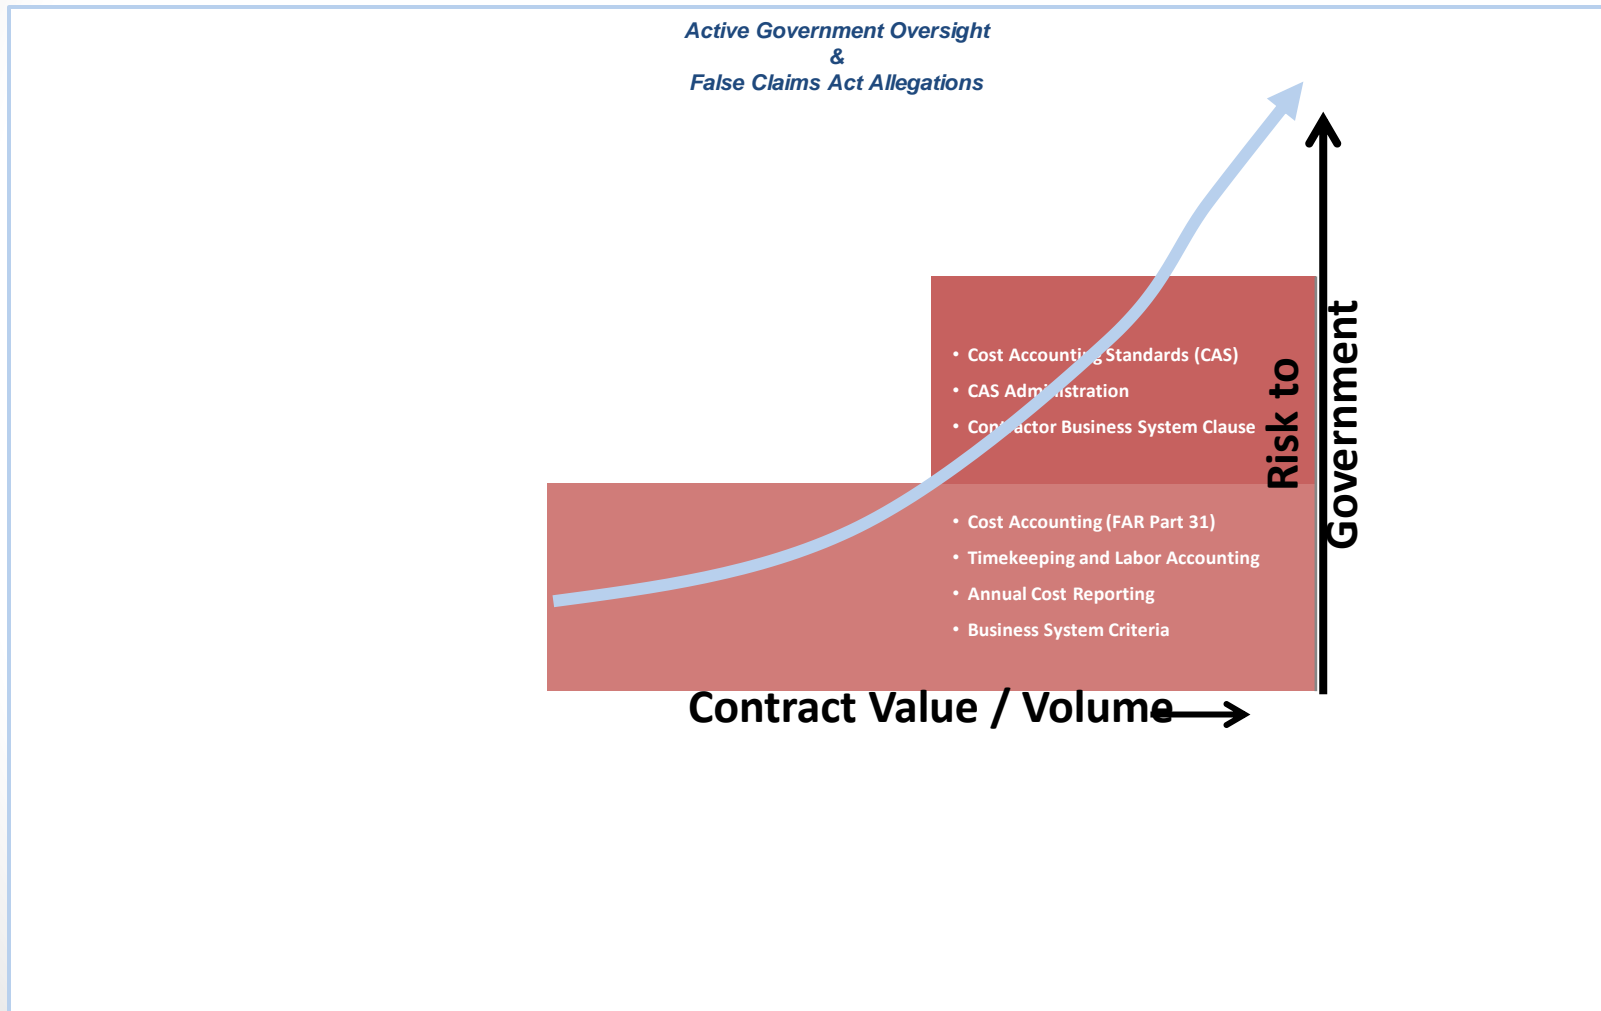 Active Government Oversight
&
False Claims Act Allegations
• Cost Accounting Standards (CAS)
• CAS Administration
• Contractor Business System Clause
• Cost Accounting (FAR Part 31)
• Timekeeping and Labor Accounting
• Annual Cost Reporting
• Business System Criteria
Risk to
Government
Contract Value / Volume